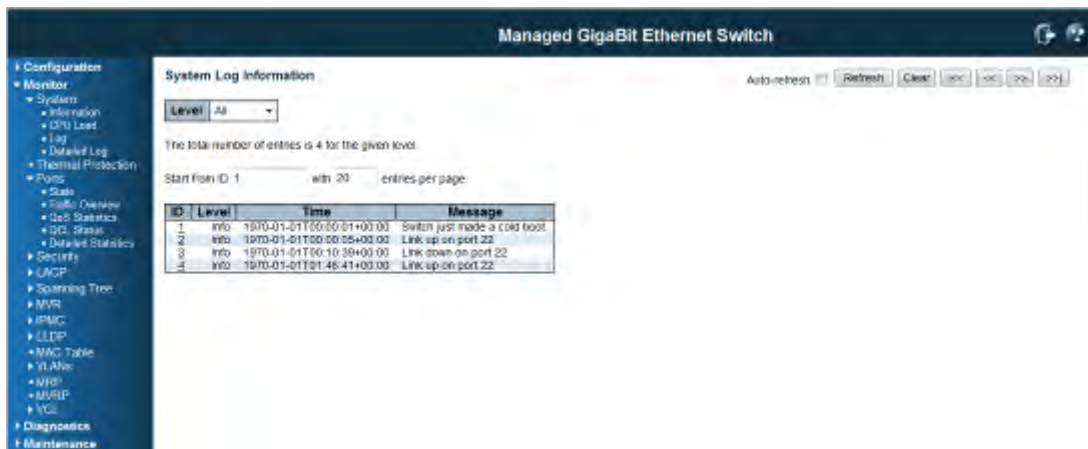 Managed GigaBit Ethernet Switch
Configuration
Monitor
System
Information
CPU Load
Log
Detailed Log
Thermal Protection
Ports
State
Traffic Overview
QoS Statistics
QCL Status
Detailed Statistics
Security
LACP
Spanning Tree
MVR
IPMC
LLDP
MAC Table
VLANs
MRP
MVRP
VCL
Diagnostics
Maintenance
System Log Information
Auto-refresh Refresh Clear |<< << >> >>|
Level All
The total number of entries is 4 for the given level.
Start from ID 1 with 20 entries per page.
ID Level Time Message
1 Info 1970-01-01T00:00:01+00:00 Switch just made a cold boot.
2 Info 1970-01-01T00:00:05+00:00 Link up on port 22
3 Info 1970-01-01T00:10:39+00:00 Link down on port 22
4 Info 1970-01-01T01:46:41+00:00 Link up on port 22